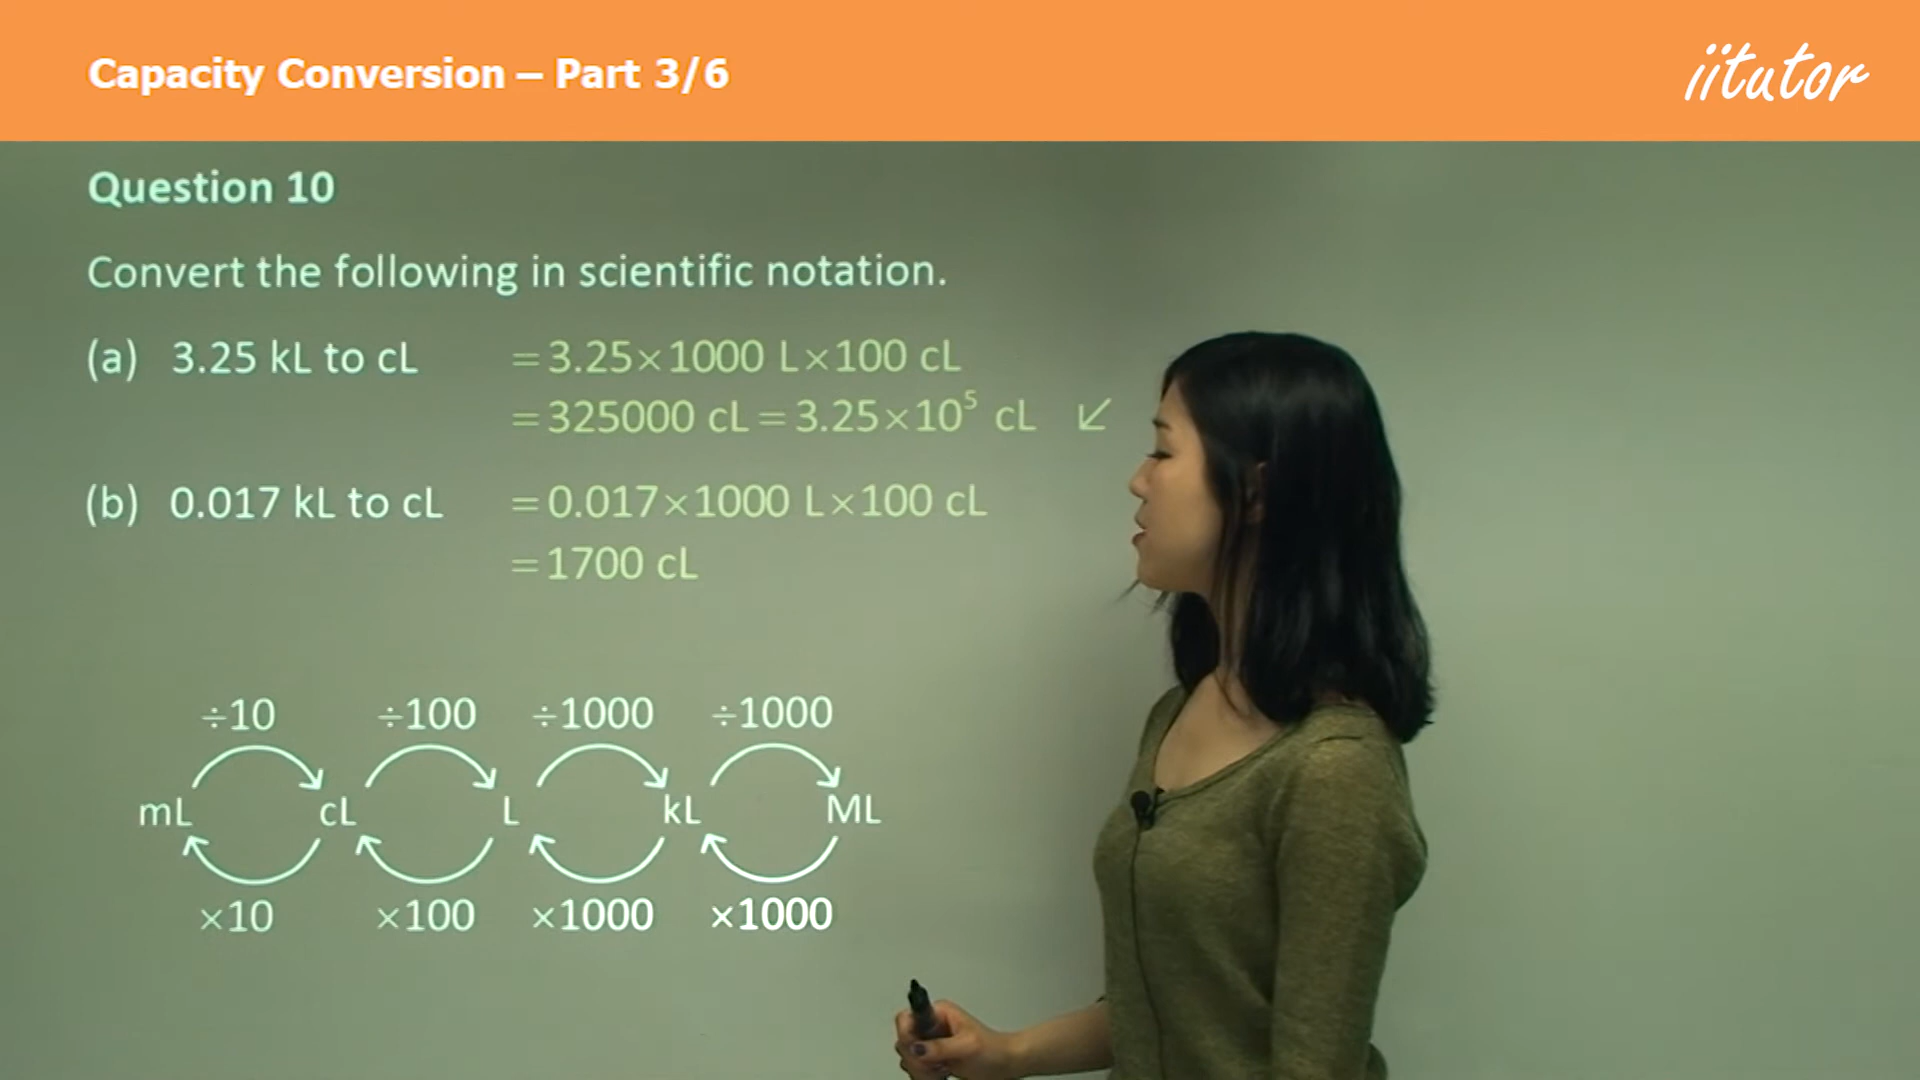 Capacity Conversion – Part 3/6
iitutor
Question 10
Convert the following in scientific notation.
(a) 3.25 kL to cL = 3.25×1000 L×100 cL
= 325000 cL = 3.25×10⁵ cL ↙
(b) 0.017 kL to cL = 0.017×1000 L×100 cL
= 1700 cL
÷10 ÷100 ÷1000 ÷1000
mL cL L kL ML
×10 ×100 ×1000 ×1000